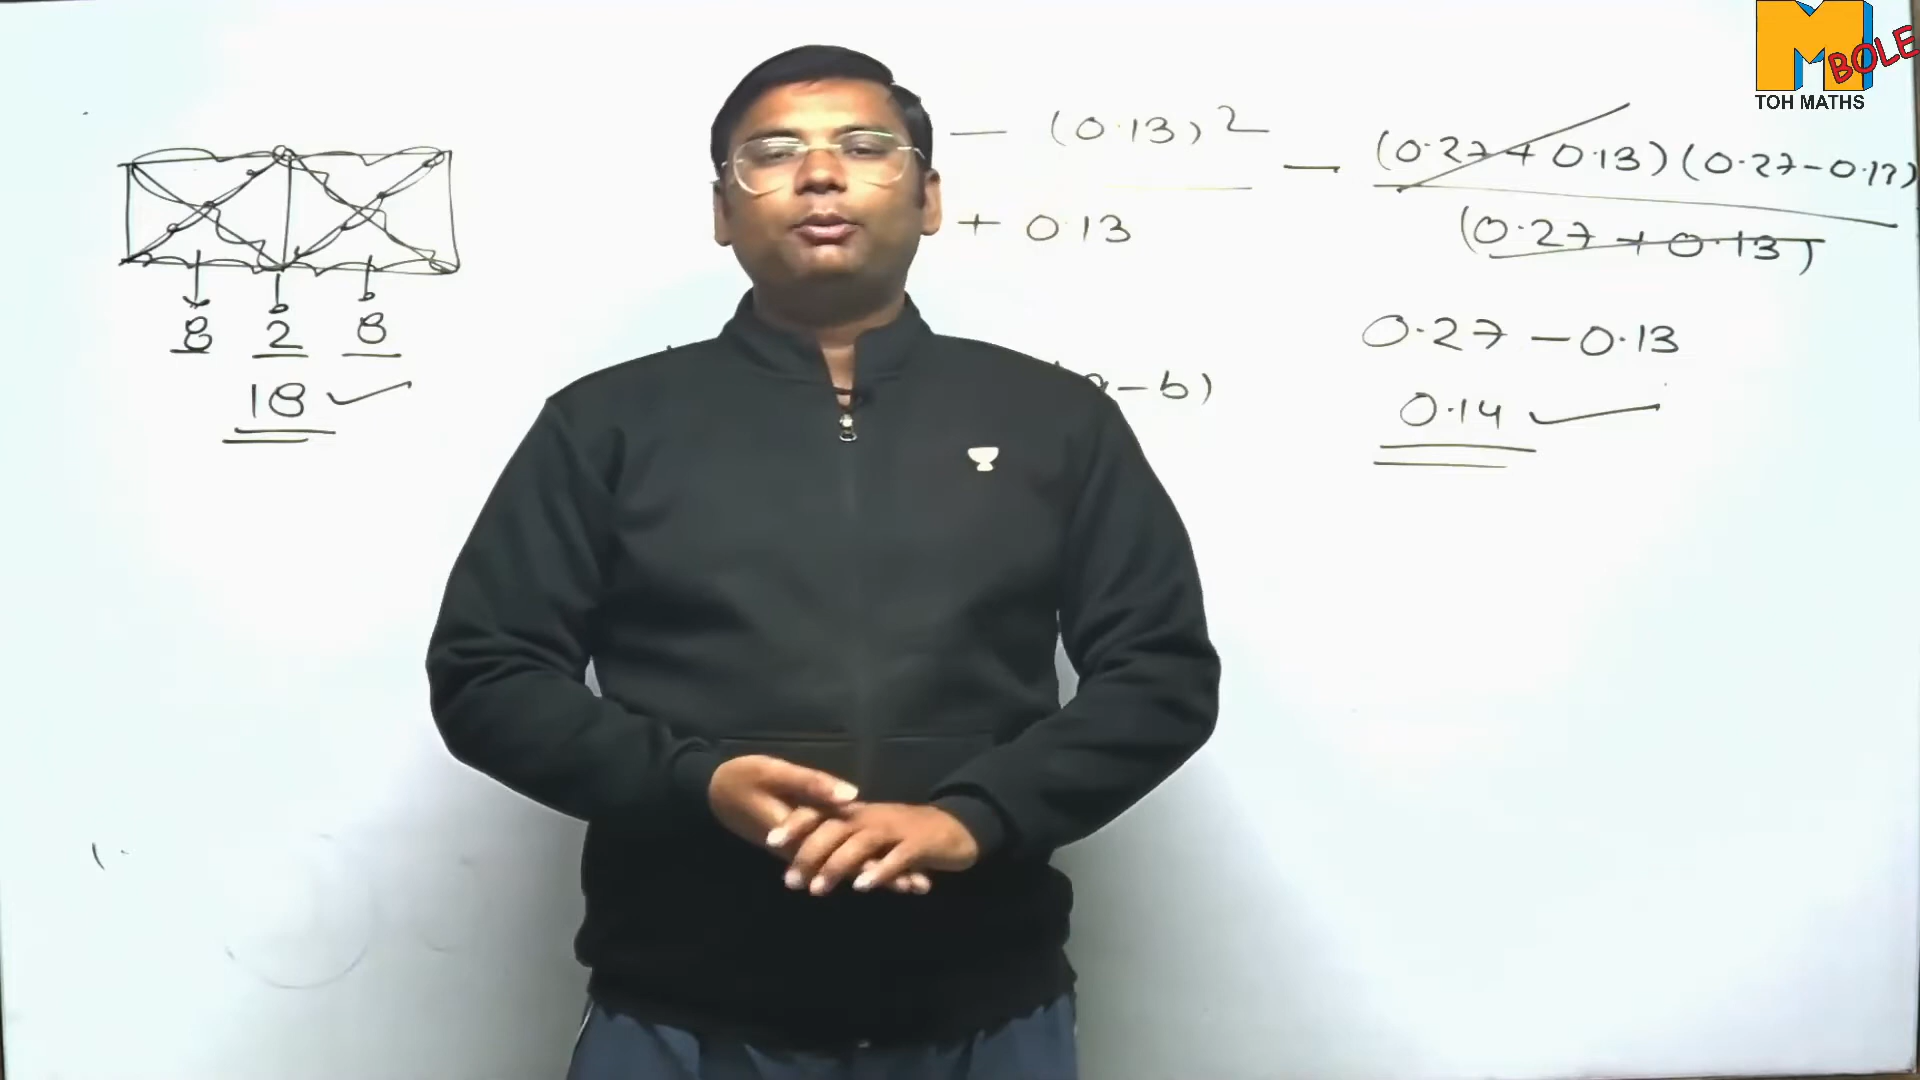 8 2 8
18
— (0.13)2
+ 0.13
a-b)
(0.27 + 0.13) (0.27-0.13)
(0.27 + 0.13)
0.27 - 0.13
0.14
M BOLE
TOH MATHS